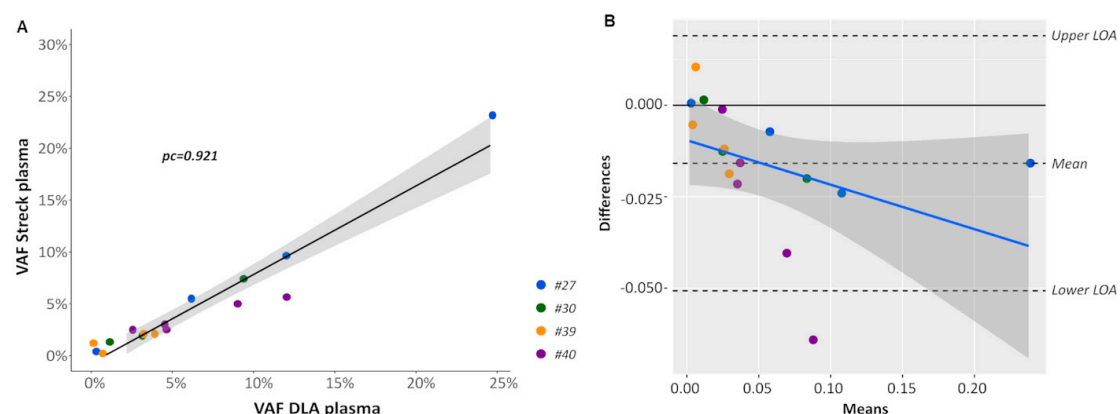 A
30%
25%
20%
15%
10%
5%
0%
VAF Streck plasma
pc=0.921
0%
5%
10%
15%
20%
25%
VAF DLA plasma
#27
#30
#39
#40
B
Upper LOA
0.000
Mean
-0.025
Lower LOA
-0.050
Differences
0.00
0.05
0.10
0.15
0.20
Means